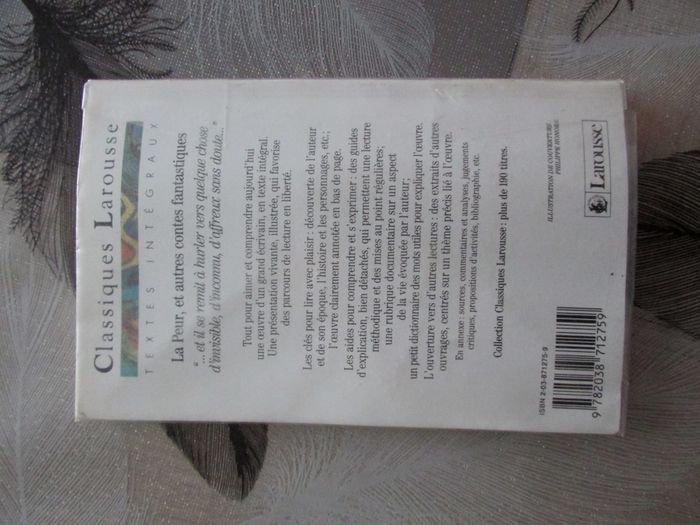 Classiques Larousse
TEXTES INTÉGRAUX
La Peur, et autres contes fantastiques
"...et il se remit à hurler vers quelque chose
d'invisible, d'inconnu, d'affreux sans doute..."
Tout pour aimer et comprendre aujourd'hui
une œuvre d'un grand écrivain, en texte intégral.
Une présentation vivante, illustrée, qui favorise
des parcours de lecture en liberté.
Les clés pour lire avec plaisir : découverte de l'auteur
et de son époque, l'histoire et les personnages, etc. ;
l'œuvre clairement annotée en bas de page.
Les aides pour comprendre et s'exprimer : des guides
d'explication, bien détachés, qui permettent une lecture
méthodique et des mises au point régulières ;
une rubrique documentaire sur un aspect
de la vie évoquée par l'auteur ;
un petit dictionnaire des mots utiles pour expliquer l'œuvre.
L'ouverture vers d'autres lectures : des extraits d'autres
ouvrages, centrés sur un thème précis lié à l'œuvre.
En annexe : sources, commentaires et analyses, jugements
critiques, propositions d'activités, bibliographie, etc.
Collection Classiques Larousse : plus de 190 titres.
ILLUSTRATION DE COUVERTURE
PHILIPPE HONORÉ
Larousse
ISBN 2-03-871275-9
9 782038 712759